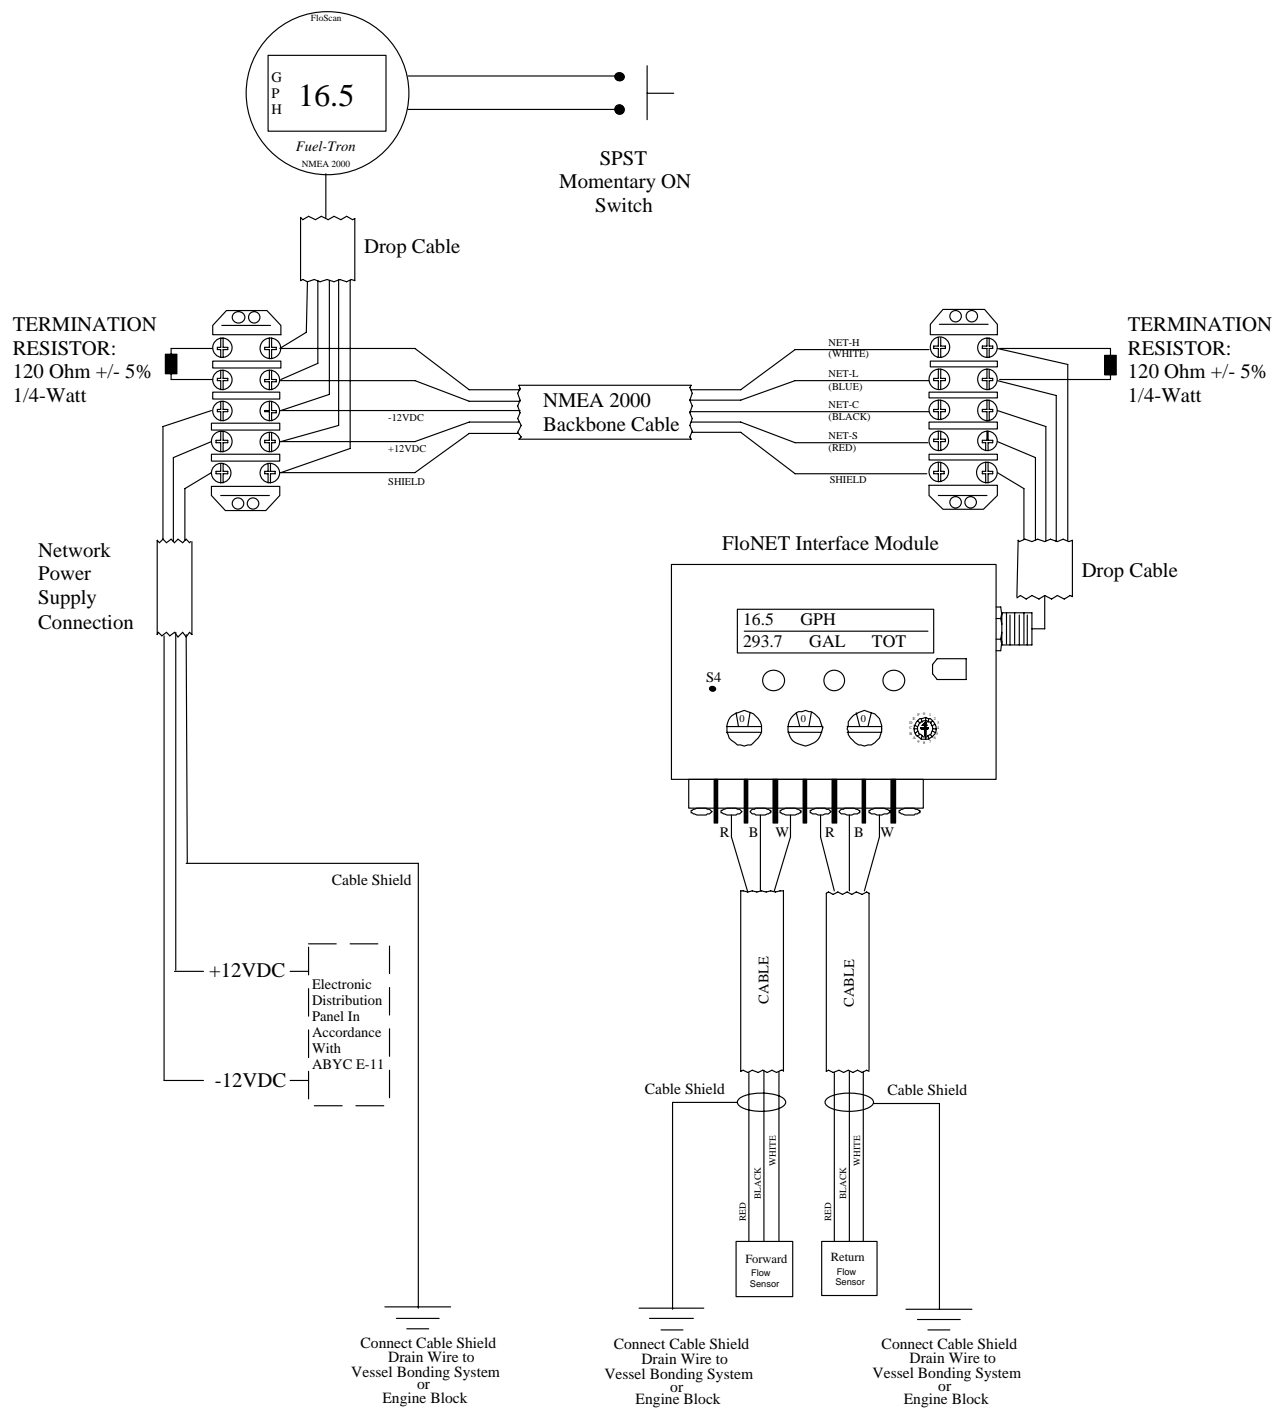 FloScan
G
P
H
16.5
Fuel-Tron
NMEA 2000
SPST
Momentary ON
Switch
Drop Cable
TERMINATION
RESISTOR:
120 Ohm +/- 5%
1/4-Watt
-12VDC
+12VDC
SHIELD
NMEA 2000
Backbone Cable
NET-H
(WHITE)
NET-L
(BLUE)
NET-C
(BLACK)
NET-S
(RED)
SHIELD
TERMINATION
RESISTOR:
120 Ohm +/- 5%
1/4-Watt
Network
Power
Supply
Connection
FloNET Interface Module
Drop Cable
16.5 GPH
293.7 GAL TOT
S4
0 0 0
R B W R B W
Cable Shield
+12VDC
-12VDC
Electronic
Distribution
Panel In
Accordance
With
ABYC E-11
CABLE
CABLE
Cable Shield
Cable Shield
RED
BLACK
WHITE
RED
BLACK
WHITE
Forward
Flow
Sensor
Return
Flow
Sensor
Connect Cable Shield
Drain Wire to
Vessel Bonding System
or
Engine Block
Connect Cable Shield
Drain Wire to
Vessel Bonding System
or
Engine Block
Connect Cable Shield
Drain Wire to
Vessel Bonding System
or
Engine Block